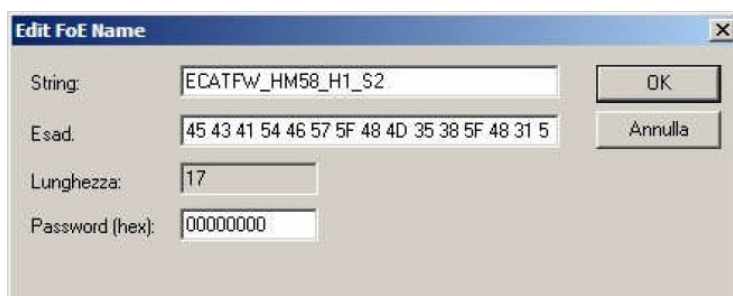 Edit FoE Name
String: ECATFW_HM58_H1_S2 OK
Esad. 45 43 41 54 46 57 5F 48 4D 35 38 5F 48 31 5 Annulla
Lunghezza: 17
Password (hex): 00000000